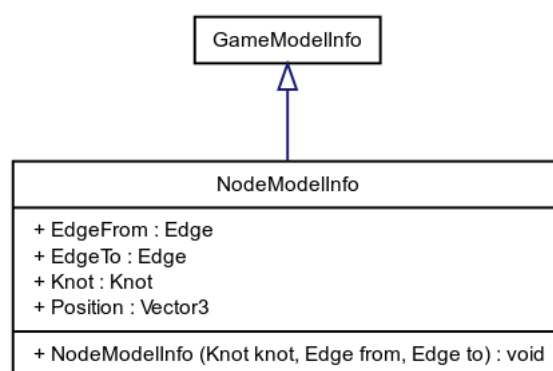 GameModelInfo
NodeModelInfo
+ EdgeFrom : Edge
+ EdgeTo : Edge
+ Knot : Knot
+ Position : Vector3
+ NodeModelInfo (Knot knot, Edge from, Edge to) : void